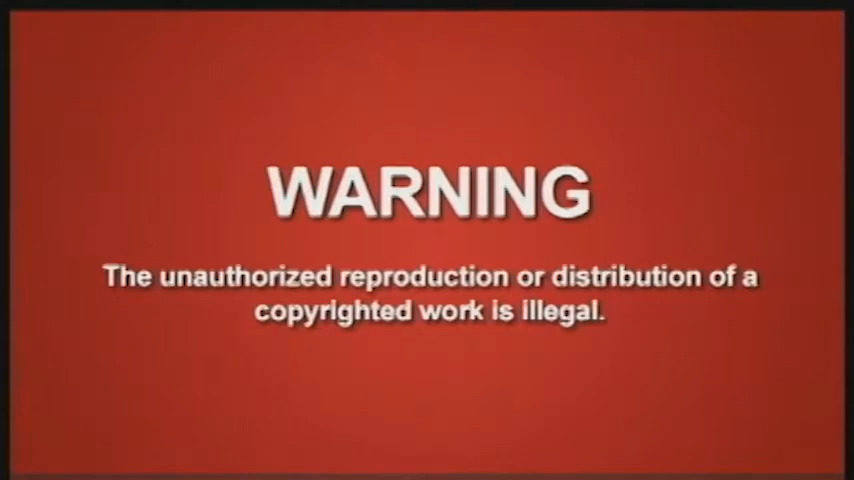 WARNING
The unauthorized reproduction or distribution of a
copyrighted work is illegal.